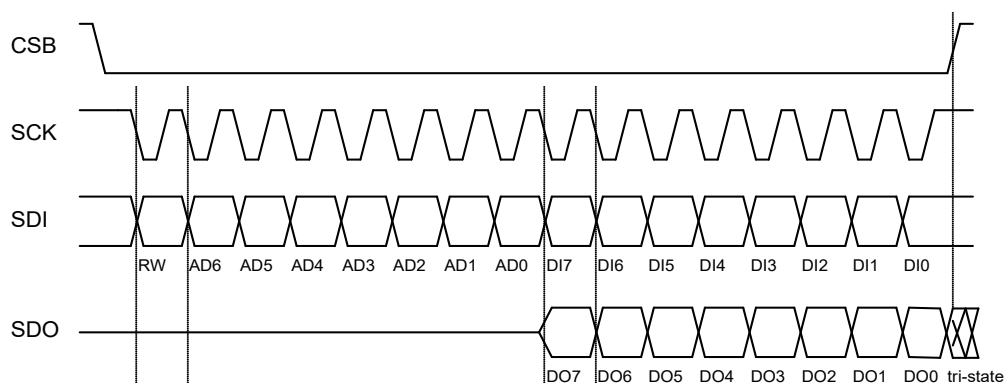 CSB
SCK
SDI
RW AD6 AD5 AD4 AD3 AD2 AD1 AD0 DI7 DI6 DI5 DI4 DI3 DI2 DI1 DI0
SDO
DO7 DO6 DO5 DO4 DO3 DO2 DO1 DO0 tri-state